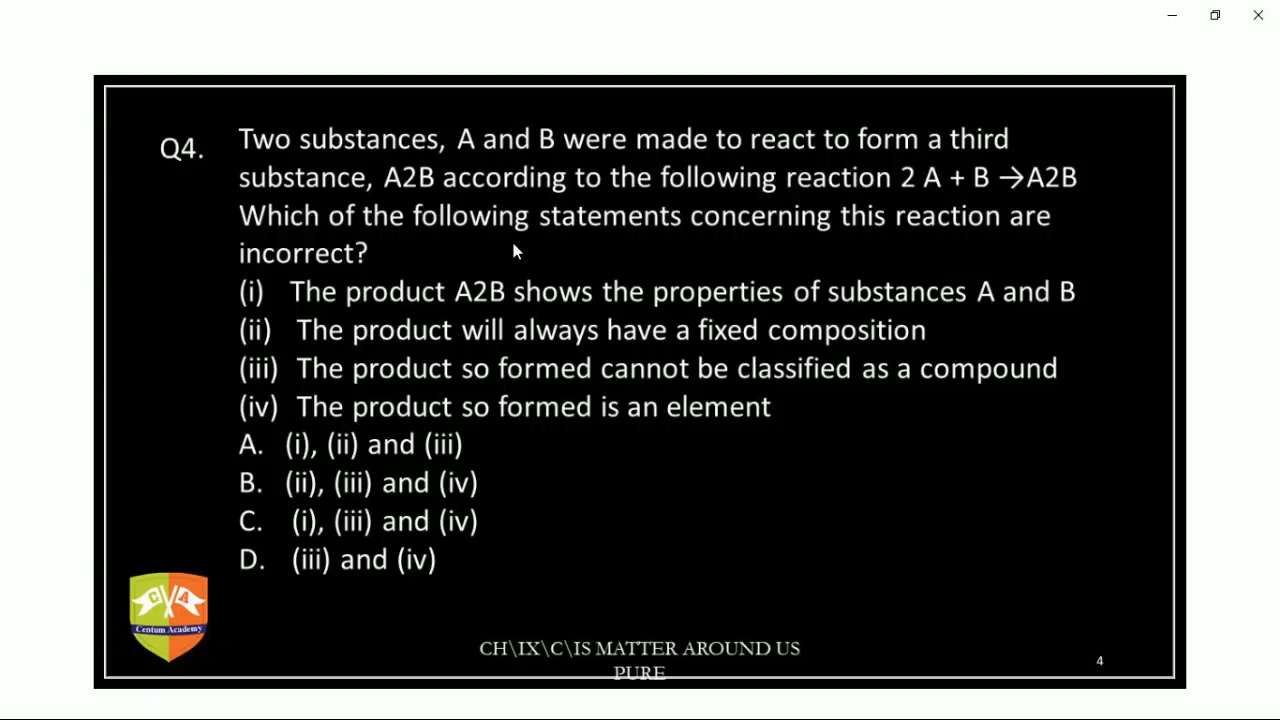 Q4. Two substances, A and B were made to react to form a third
substance, A2B according to the following reaction 2 A + B →A2B
Which of the following statements concerning this reaction are
incorrect?
(i) The product A2B shows the properties of substances A and B
(ii) The product will always have a fixed composition
(iii) The product so formed cannot be classified as a compound
(iv) The product so formed is an element
A. (i), (ii) and (iii)
B. (ii), (iii) and (iv)
C. (i), (iii) and (iv)
D. (iii) and (iv)
C A
Centum Academy
CH\IX\C\IS MATTER AROUND US
PURE
4